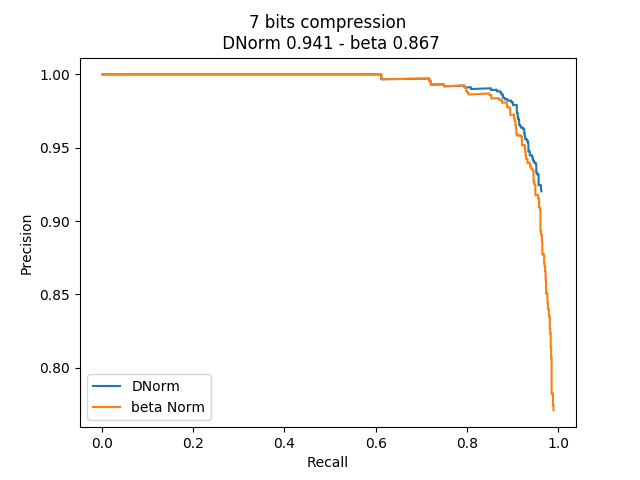 7 bits compression
DNorm 0.941 - beta 0.867
1.00
0.95
0.90
0.85
0.80
Precision
0.0
0.2
0.4
0.6
0.8
1.0
Recall
DNorm
beta Norm